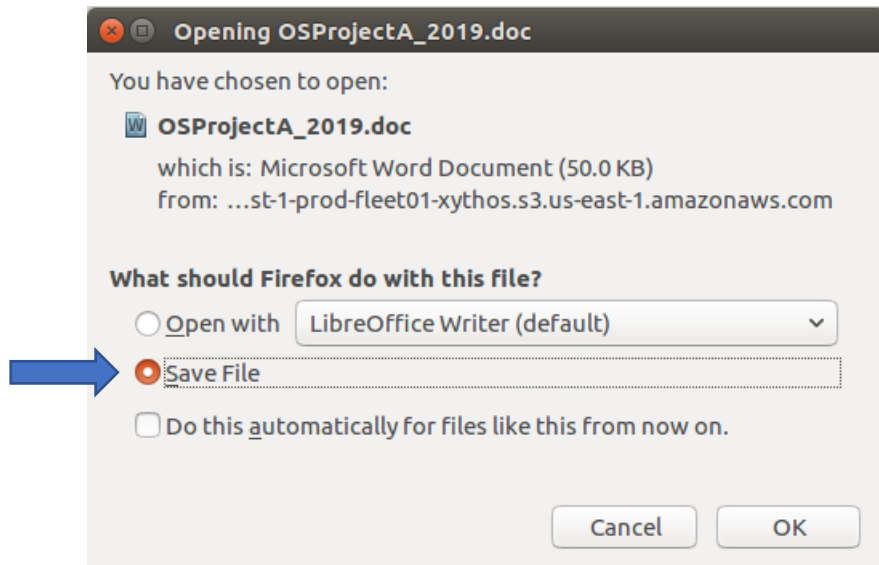 Opening OSProjectA_2019.doc
You have chosen to open:
OSProjectA_2019.doc
which is: Microsoft Word Document (50.0 KB)
from: ...st-1-prod-fleet01-xythos.s3.us-east-1.amazonaws.com
What should Firefox do with this file?
Open with LibreOffice Writer (default)
Save File
Do this automatically for files like this from now on.
Cancel OK